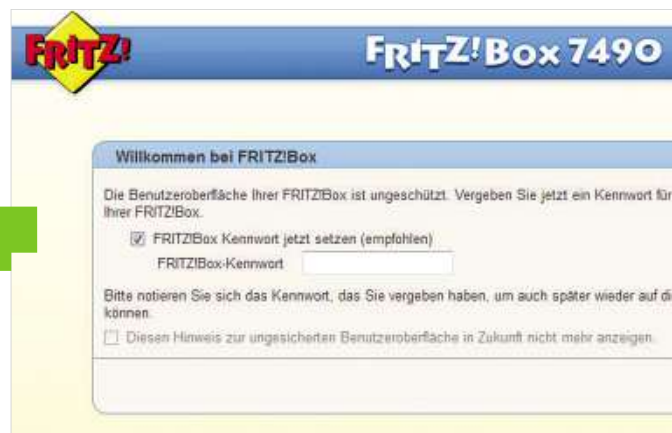 FRITZ!
FRITZ!Box 7490
Willkommen bei FRITZ!Box
Die Benutzeroberfläche Ihrer FRITZ!Box ist ungeschützt. Vergeben Sie jetzt ein Kennwort für
Ihrer FRITZ!Box.
FRITZ!Box Kennwort jetzt setzen (empfohlen)
FRITZ!Box-Kennwort
Bitte notieren Sie sich das Kennwort, das Sie vergeben haben, um auch später wieder auf di
können.
Diesen Hinweis zur ungesicherten Benutzeroberfläche in Zukunft nicht mehr anzeigen.